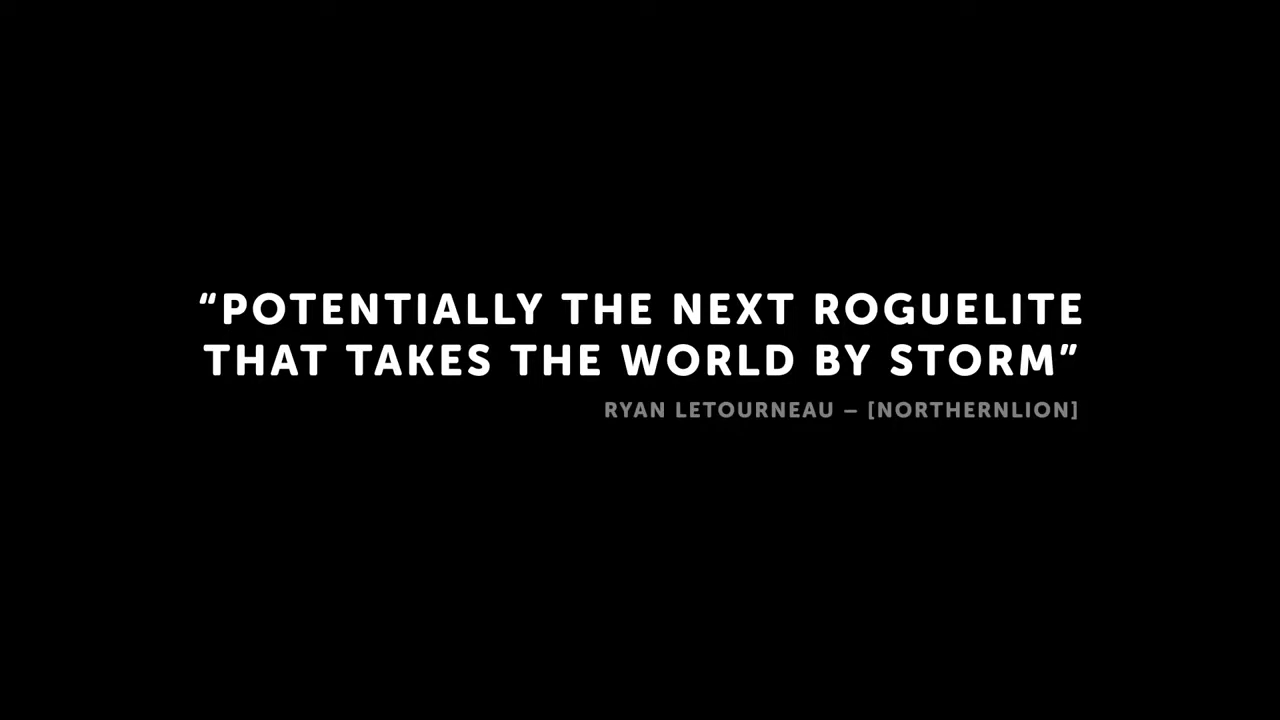 “POTENTIALLY THE NEXT ROGUELITE
THAT TAKES THE WORLD BY STORM”
RYAN LETOURNEAU – [NORTHERNLION]